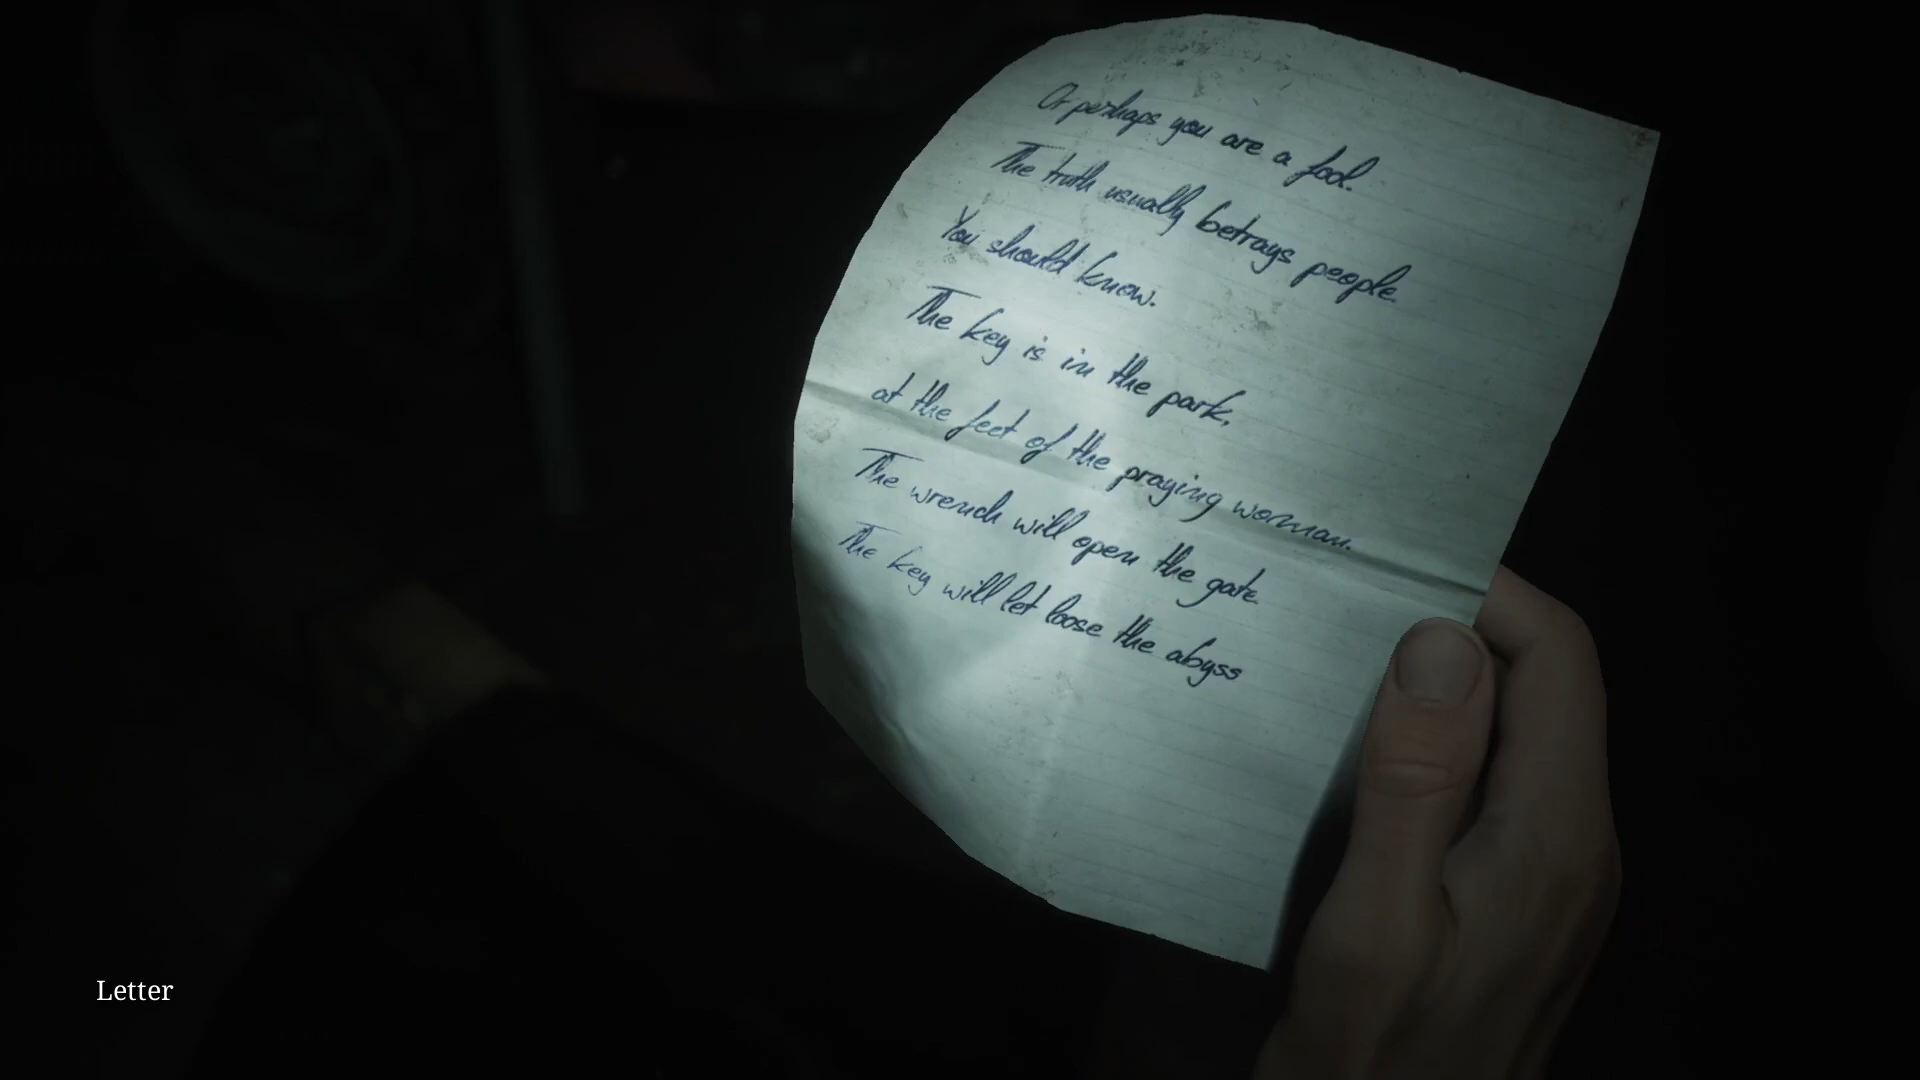 Or perhaps you are a fool.
The truth usually betrays people.
You should know.
The key is in the park,
at the feet of the praying woman.
The wrench will open the gate.
The key will let loose the abyss
Letter